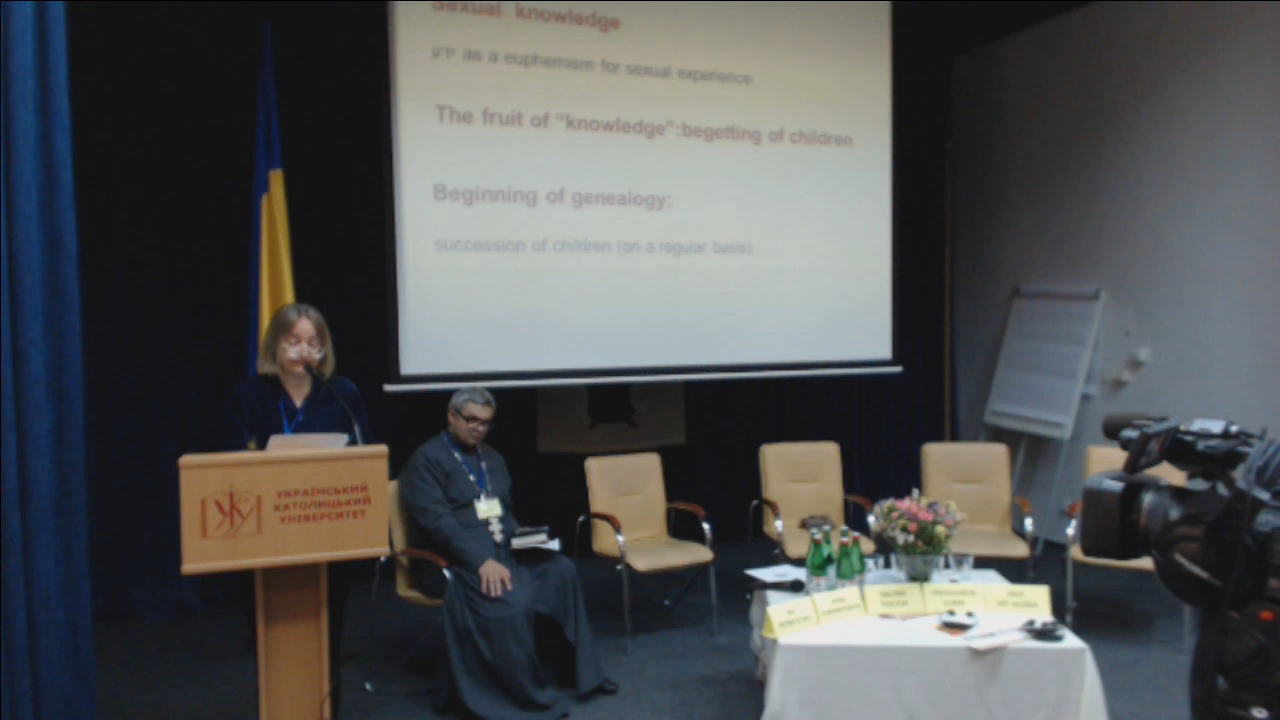 Sexual knowledge
ידע as a euphemism for sexual experience
The fruit of “knowledge”:begetting of children
Beginning of genealogy:
succession of children (on a regular basis)
УКРАЇНСЬКИЙ
КАТОЛИЦЬКИЙ
УНІВЕРСИТЕТ